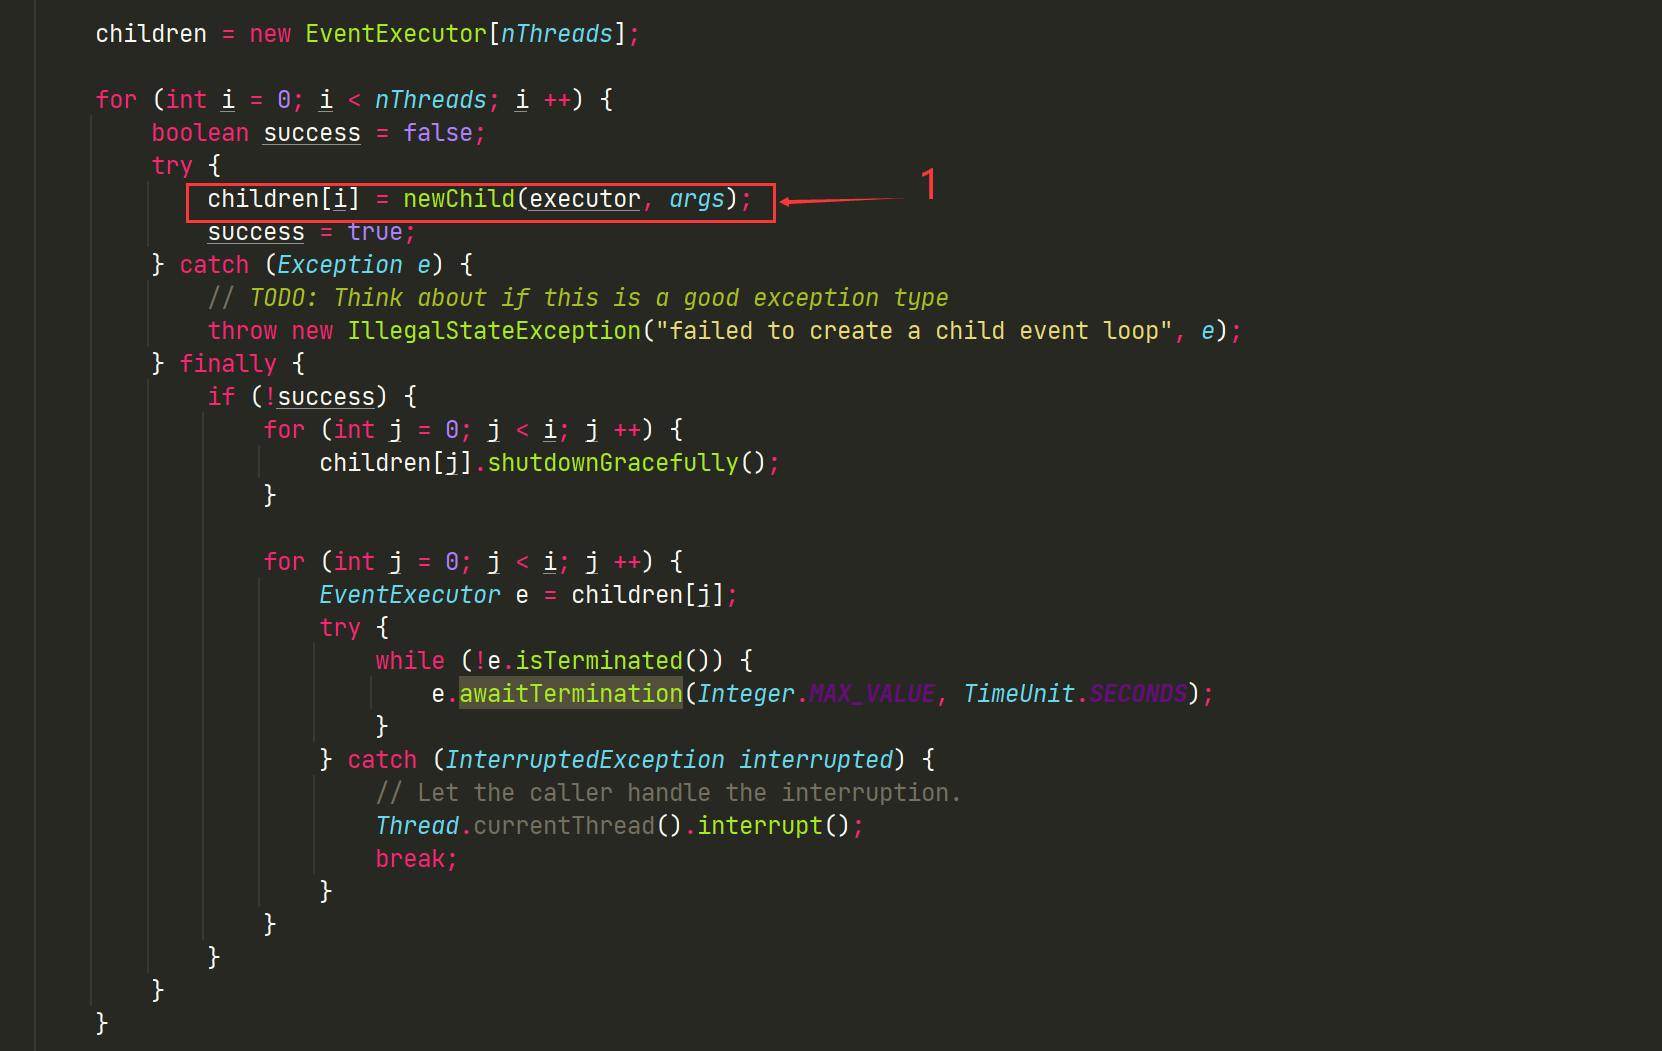 children = new EventExecutor[nThreads];
for (int i = 0; i < nThreads; i ++) {
boolean success = false;
try {
children[i] = newChild(executor, args);
1
success = true;
} catch (Exception e) {
// TODO: Think about if this is a good exception type
throw new IllegalStateException("failed to create a child event loop", e);
} finally {
if (!success) {
for (int j = 0; j < i; j ++) {
children[j].shutdownGracefully();
}
for (int j = 0; j < i; j ++) {
EventExecutor e = children[j];
try {
while (!e.isTerminated()) {
e.awaitTermination(Integer.MAX_VALUE, TimeUnit.SECONDS);
}
} catch (InterruptedException interrupted) {
// Let the caller handle the interruption.
Thread.currentThread().interrupt();
break;
}
}
}
}
}